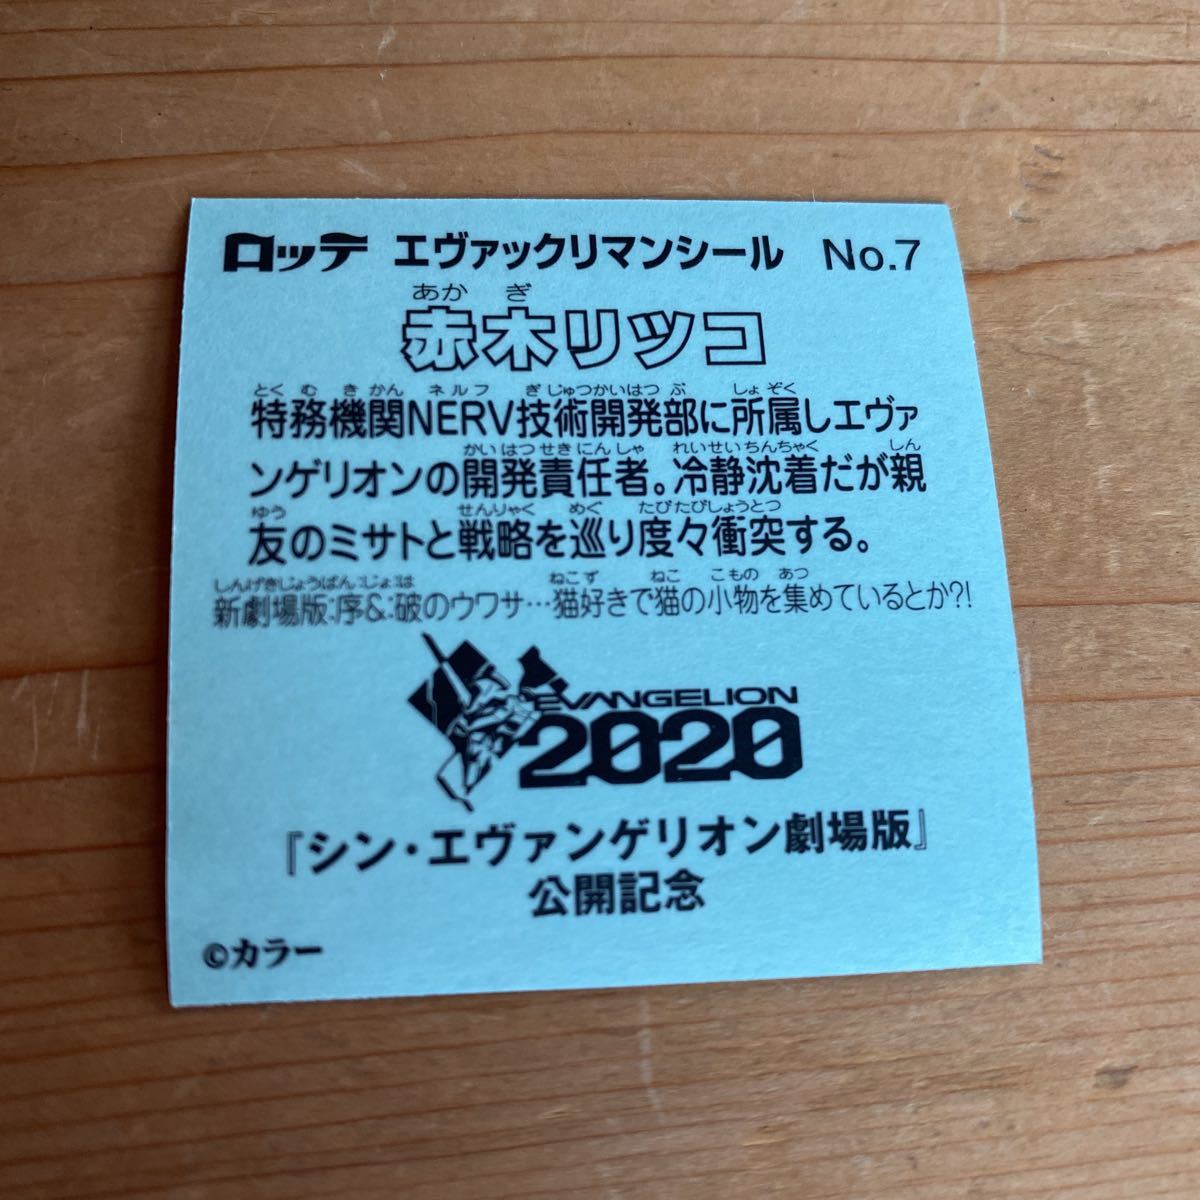 ロッテ エヴァックリマンシール No.7
あかぎ
赤木リツコ
とくむきかん ネルフ ぎじゅつかいはつぶ しょぞく
特務機関NERV技術開発部に所属しエヴァ
かいはつせきにんしゃ れいせいちんちゃく しん
ンゲリオンの開発責任者。冷静沈着だが親
ゆう せんりゃく めぐ たびたびしょうとつ
友のミサトと戦略を巡り度々衝突する。
しんげきじょうばん:じょ:は ねこず ねこ こもの あつ
新劇場版:序&:破のウワサ…猫好きで猫の小物を集めているとか?!
EVANGELION
2020
『シン・エヴァンゲリオン劇場版』
公開記念
©カラー